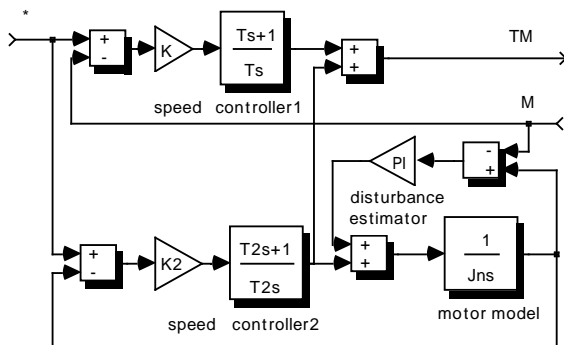 *
TM
+
-
K
Ts+1
Ts
+
+
speed controller1
M
PI
-
+
disturbance
estimator
+
-
K2
T2s+1
T2s
+
+
1
Jns
speed controller2
motor model